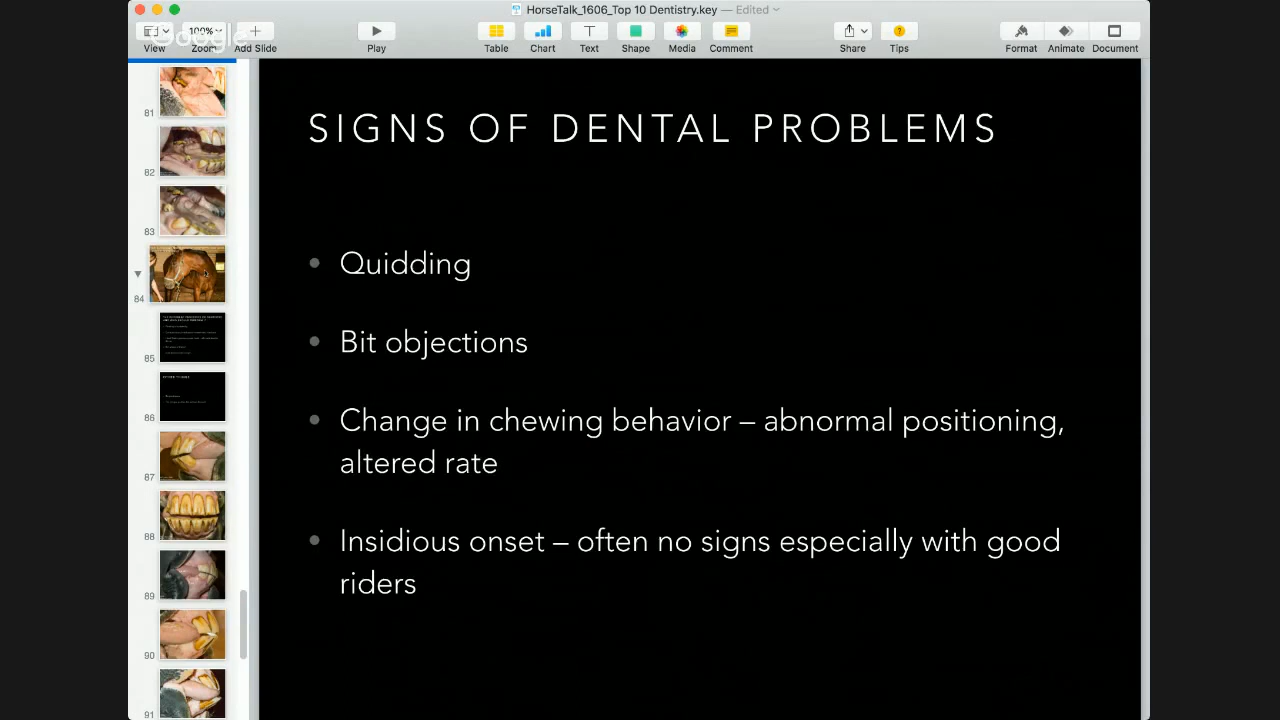 HorseTalk_1606_Top 10 Dentistry.key — Edited
Google
100%
View Zoom Add Slide Play Table Chart Text Shape Media Comment Share Tips Format Animate Document
81
82
83
84
85
86
87
88
89
90
91
SIGNS OF DENTAL PROBLEMS
• Quidding
• Bit objections
• Change in chewing behavior – abnormal positioning,
altered rate
• Insidious onset – often no signs especially with good
riders